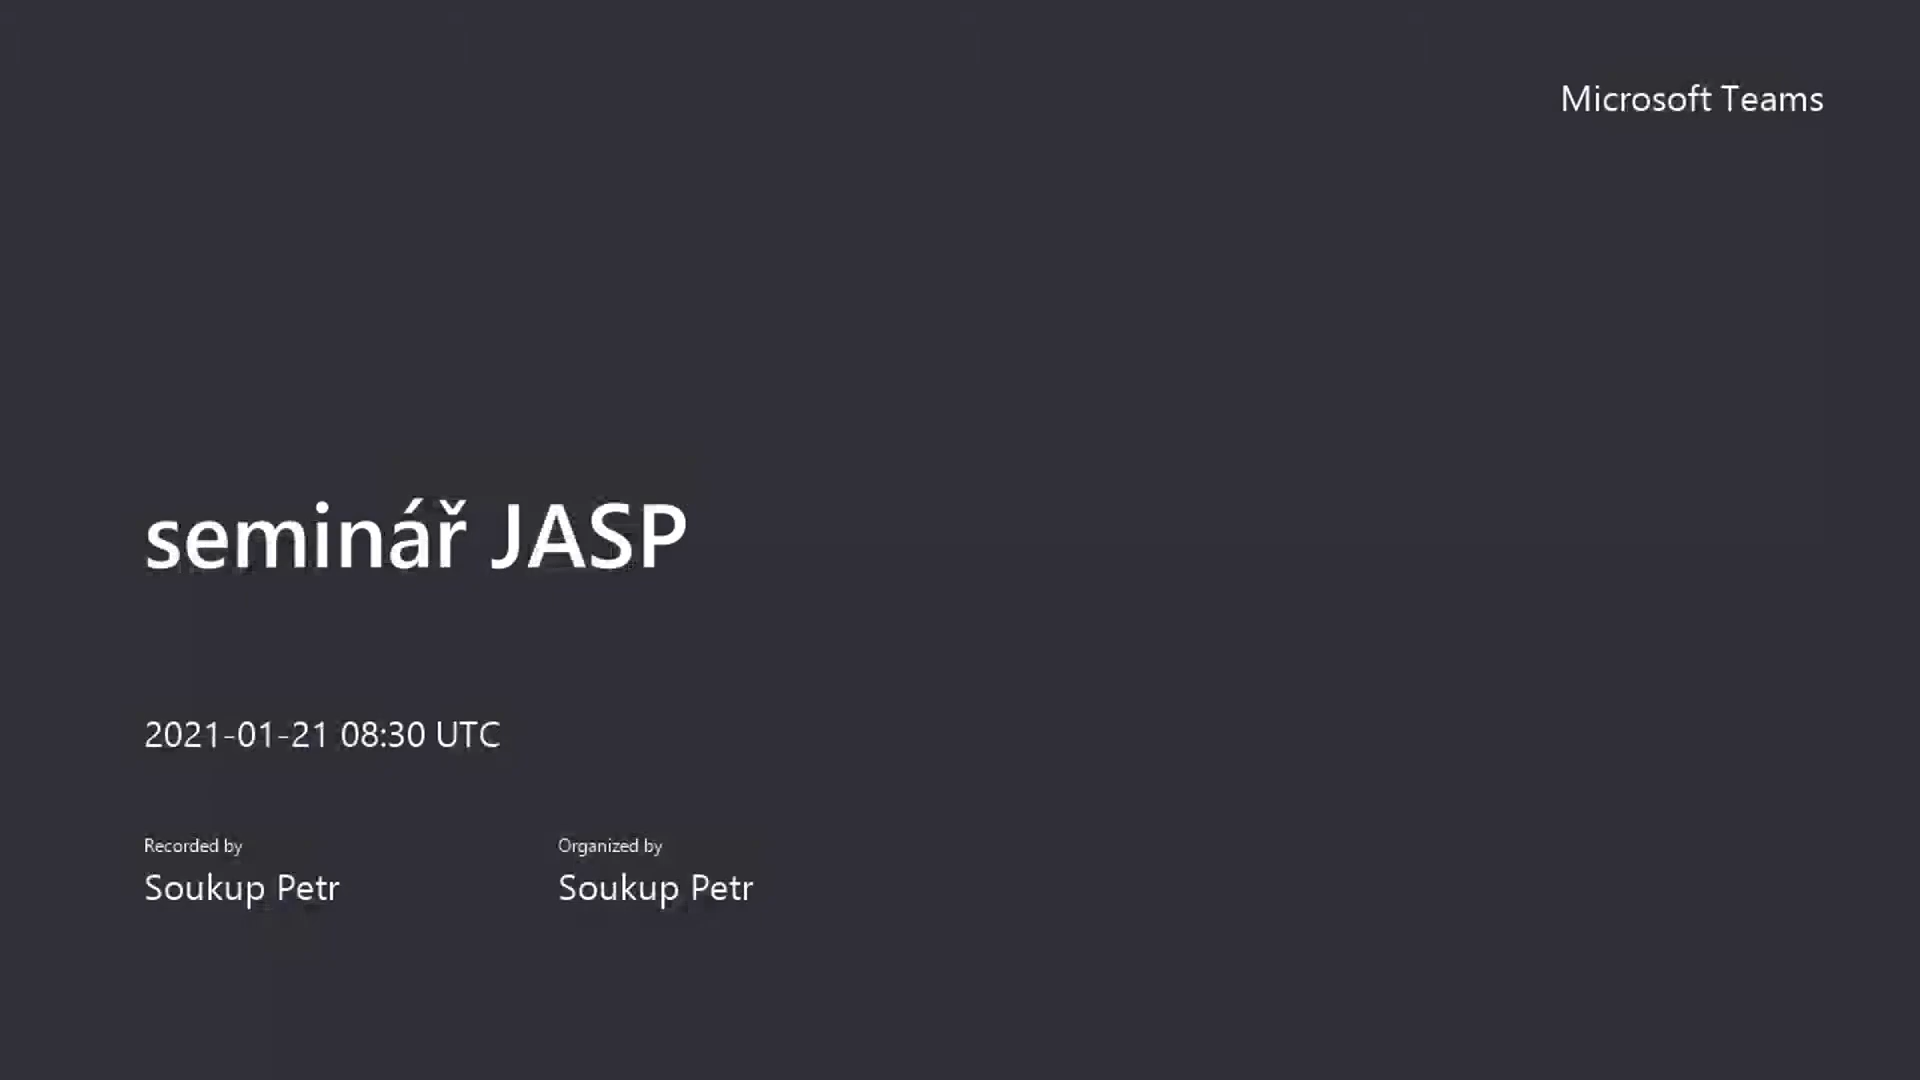 Microsoft Teams
seminář JASP
2021-01-21 08:30 UTC
Recorded by
Soukup Petr
Organized by
Soukup Petr